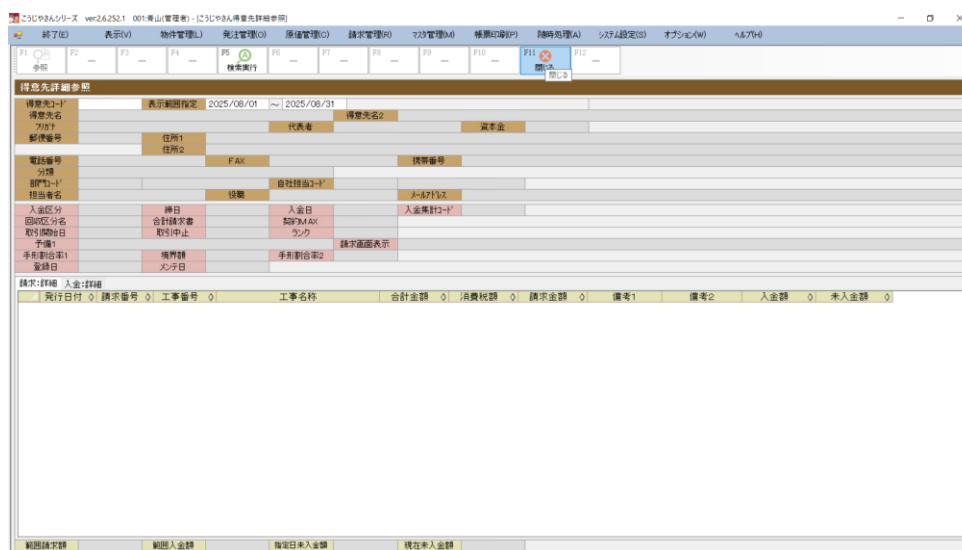 こうじやさんシリーズ ver.2.6.252.1 001:青山(管理者) - [こうじやさん得意先詳細参照]
終了(E) 表示(V) 物件管理(L) 発注管理(O) 原価管理(C) 請求管理(R) マスタ管理(M) 帳票印刷(P) 随時処理(A) システム設定(S) オプション(W) ヘルプ(H)
F1 F2 F3 F4 F5 F6 F7 F8 F9 F10 F11 F12
参照 検索実行 閉じる
閉じる
得意先詳細参照
得意先コード 表示範囲指定 2025/08/01 ～ 2025/08/31
得意先名 得意先名2
フリガナ 代表者 資本金
郵便番号 住所1
住所2
電話番号 FAX 携帯番号
分類
部門コード 自社担当コード
担当者名 役職 メールアドレス
入金区分 締日 入金日 入金集計コード
回収区分名 合計請求書 契約MAX
取引開始日 取引中止 ランク
予備1 請求画面表示
手形割合率1 境界額 手形割合率2
登録日 メンテ日
請求:詳細 入金:詳細
発行日付 請求番号 工事番号 工事名称 合計金額 消費税額 請求金額 備考1 備考2 入金額 未入金額
範囲請求額 範囲入金額 指定日未入金額 現在未入金額